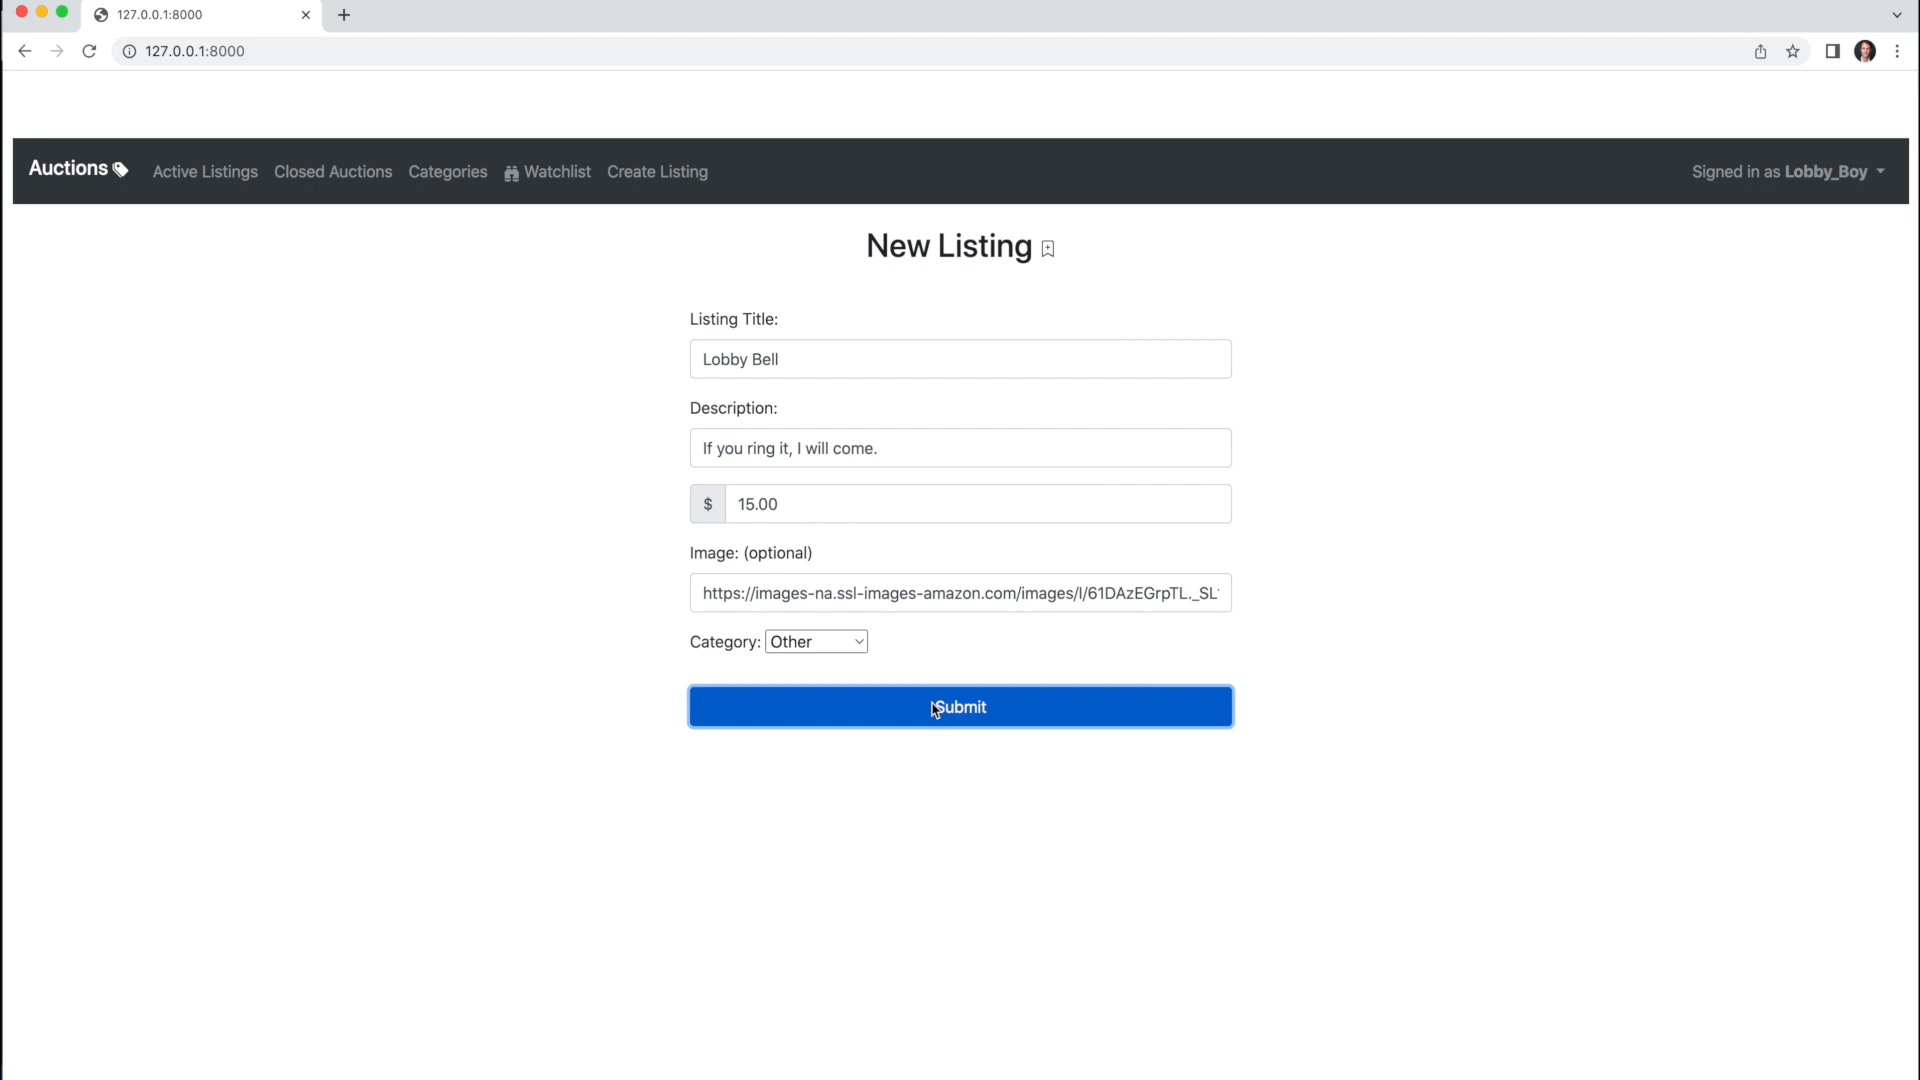 127.0.0.1:8000
127.0.0.1:8000
Auctions Active Listings Closed Auctions Categories Watchlist Create Listing Signed in as Lobby_Boy
New Listing
Listing Title:
Lobby Bell
Description:
If you ring it, I will come.
$ 15.00
Image: (optional)
https://images-na.ssl-images-amazon.com/images/I/61DAzEGrpTL._SL
Category: Other
Submit